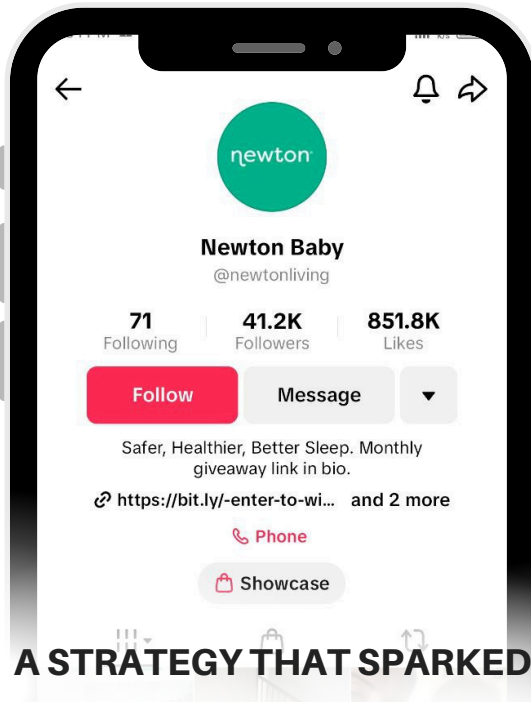 newton
Newton Baby
@newtonliving
71 41.2K 851.8K
Following Followers Likes
Follow Message
Safer, Healthier, Better Sleep. Monthly
giveaway link in bio.
https://bit.ly/-enter-to-wi... and 2 more
Phone
Showcase
A STRATEGY THAT SPARKED